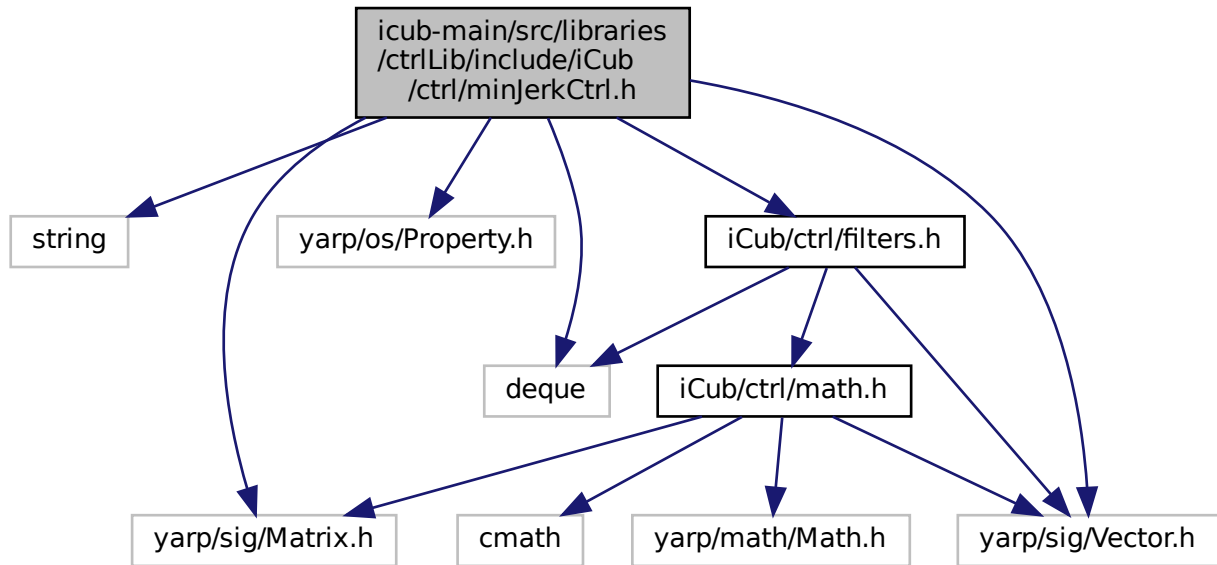 icub-main/src/libraries
/ctrlLib/include/iCub
/ctrl/minJerkCtrl.h
string
yarp/os/Property.h
iCub/ctrl/filters.h
deque
iCub/ctrl/math.h
yarp/sig/Matrix.h
cmath
yarp/math/Math.h
yarp/sig/Vector.h